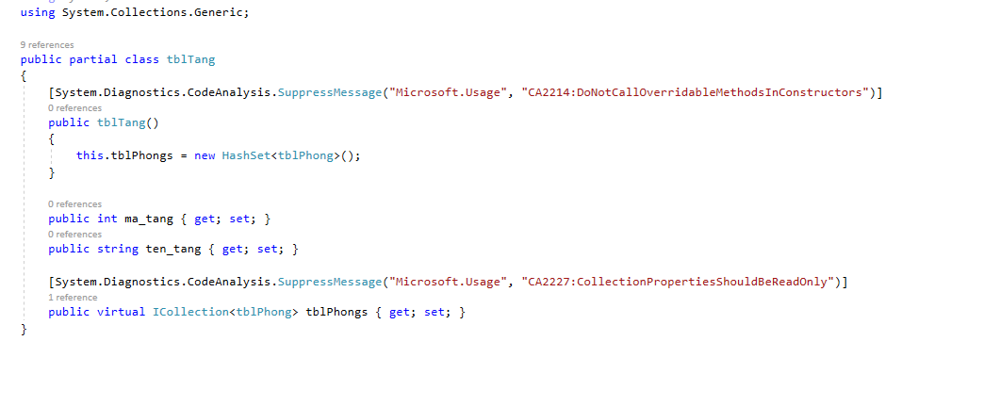 using System.Collections.Generic;
9 references
public partial class tblTang
{
[System.Diagnostics.CodeAnalysis.SuppressMessage("Microsoft.Usage", "CA2214:DoNotCallOverridableMethodsInConstructors")]
0 references
public tblTang()
{
this.tblPhongs = new HashSet<tblPhong>();
}
0 references
public int ma_tang { get; set; }
0 references
public string ten_tang { get; set; }
[System.Diagnostics.CodeAnalysis.SuppressMessage("Microsoft.Usage", "CA2227:CollectionPropertiesShouldBeReadOnly")]
1 reference
public virtual ICollection<tblPhong> tblPhongs { get; set; }
}